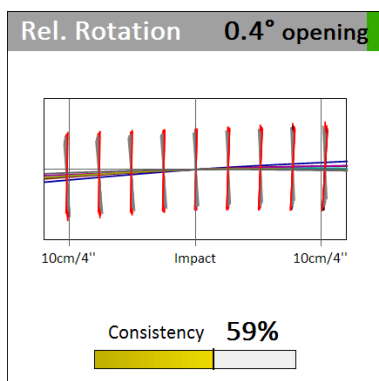 Rel. Rotation 0.4° opening
10cm/4" Impact 10cm/4"
Consistency 59%